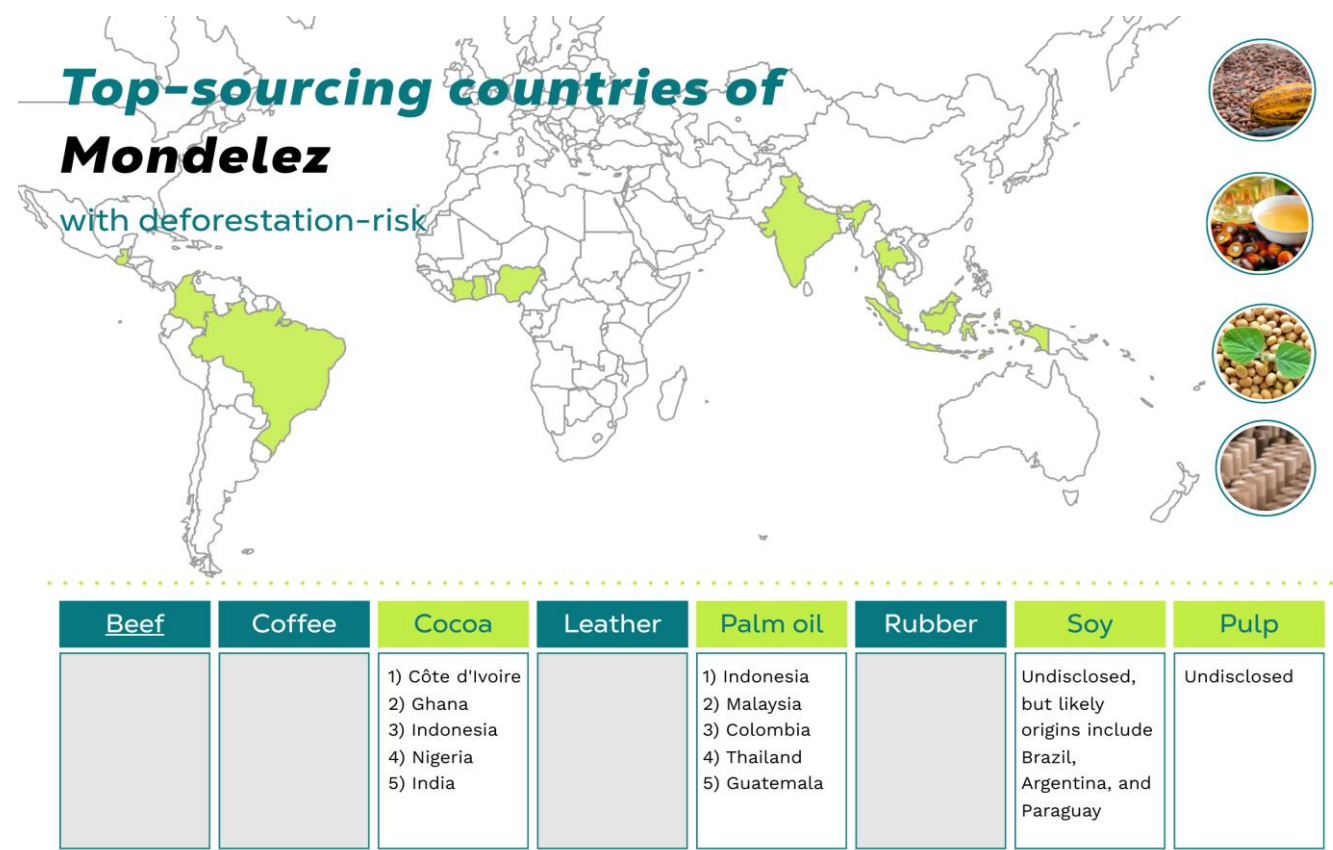 Top-sourcing countries of
Mondelez
with deforestation-risk
Beef
Coffee
Cocoa
Leather
Palm oil
Rubber
Soy
Pulp
1) Côte d'Ivoire
2) Ghana
3) Indonesia
4) Nigeria
5) India
1) Indonesia
2) Malaysia
3) Colombia
4) Thailand
5) Guatemala
Undisclosed,
but likely
origins include
Brazil,
Argentina, and
Paraguay
Undisclosed